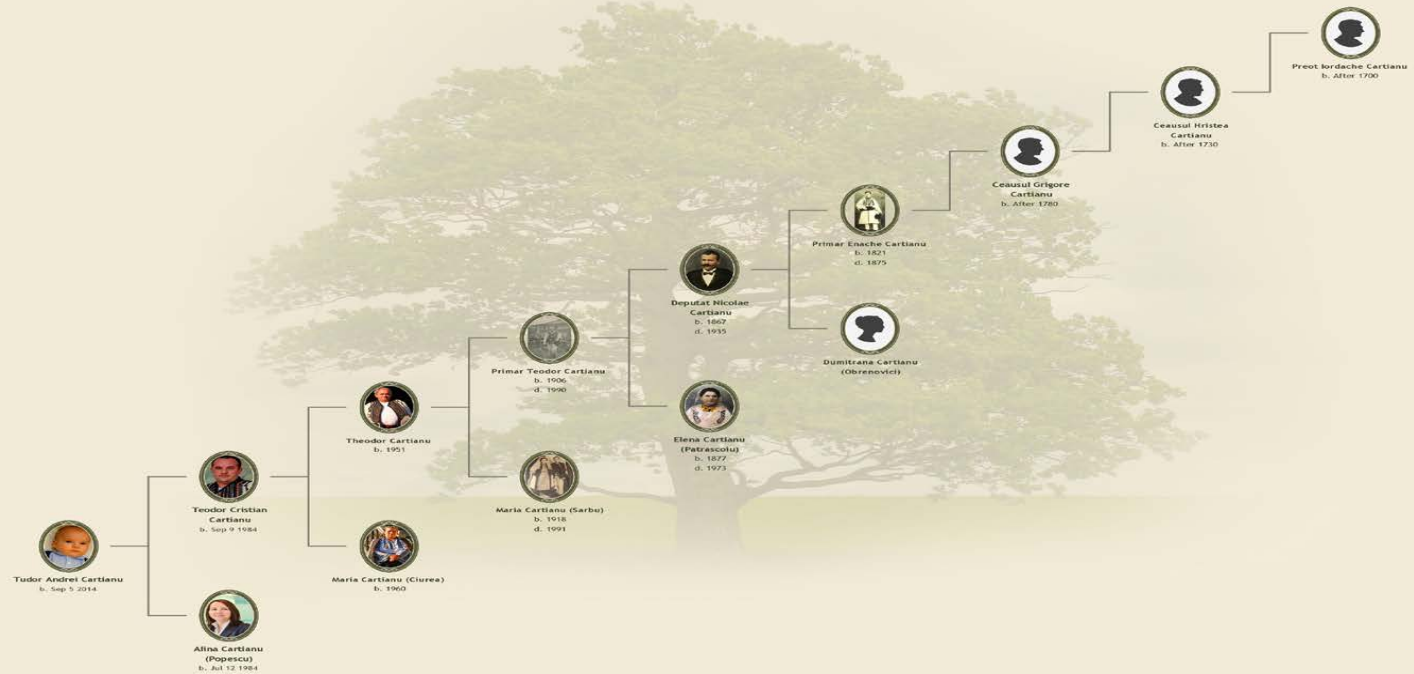 Preot Iordache Cartianu
b. After 1700
Ceausul Hristea
Cartianu
b. After 1730
Ceausul Grigore
Cartianu
b. After 1780
Primar Enache Cartianu
b. 1821
d. 1875
Deputat Nicolae
Cartianu
b. 1867
d. 1935
Dumitrana Cartianu
(Obrenovici)
Primar Teodor Cartianu
b. 1906
d. 1990
Elena Cartianu
(Patrascoiu)
b. 1877
d. 1973
Theodor Cartianu
b. 1951
Maria Cartianu (Sarbu)
b. 1918
d. 1991
Teodor Cristian
Cartianu
b. Sep 9 1984
Maria Cartianu (Ciurea)
b. 1960
Tudor Andrei Cartianu
b. Sep 5 2014
Alina Cartianu
(Popescu)
b. Jul 12 1984